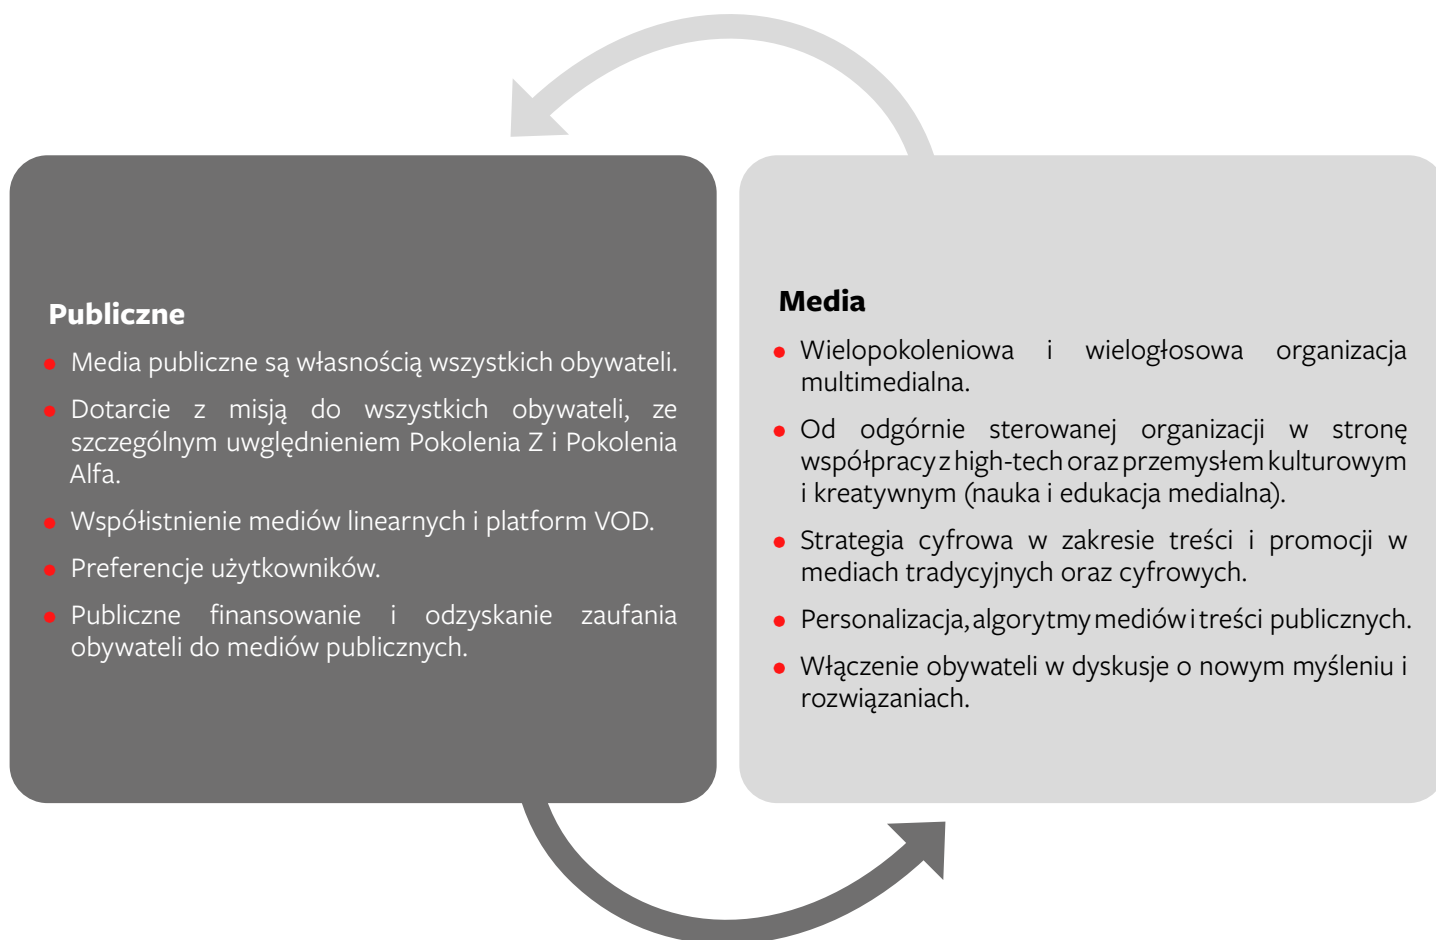 Publiczne
• Media publiczne są własnością wszystkich obywateli.
• Dotarcie z misją do wszystkich obywateli, ze
szczególnym uwględnieniem Pokolenia Z i Pokolenia
Alfa.
• Współistnienie mediów linearnych i platform VOD.
• Preferencje użytkowników.
• Publiczne finansowanie i odzyskanie zaufania
obywateli do mediów publicznych.
Media
• Wielopokoleniowa i wielogłosowa organizacja
multimedialna.
• Od odgórnie sterowanej organizacji w stronę
współpracy z high-tech oraz przemysłem kulturowym
i kreatywnym (nauka i edukacja medialna).
• Strategia cyfrowa w zakresie treści i promocji w
mediach tradycyjnych oraz cyfrowych.
• Personalizacja, algorytmy mediów i treści publicznych.
• Włączenie obywateli w dyskusje o nowym myśleniu i
rozwiązaniach.